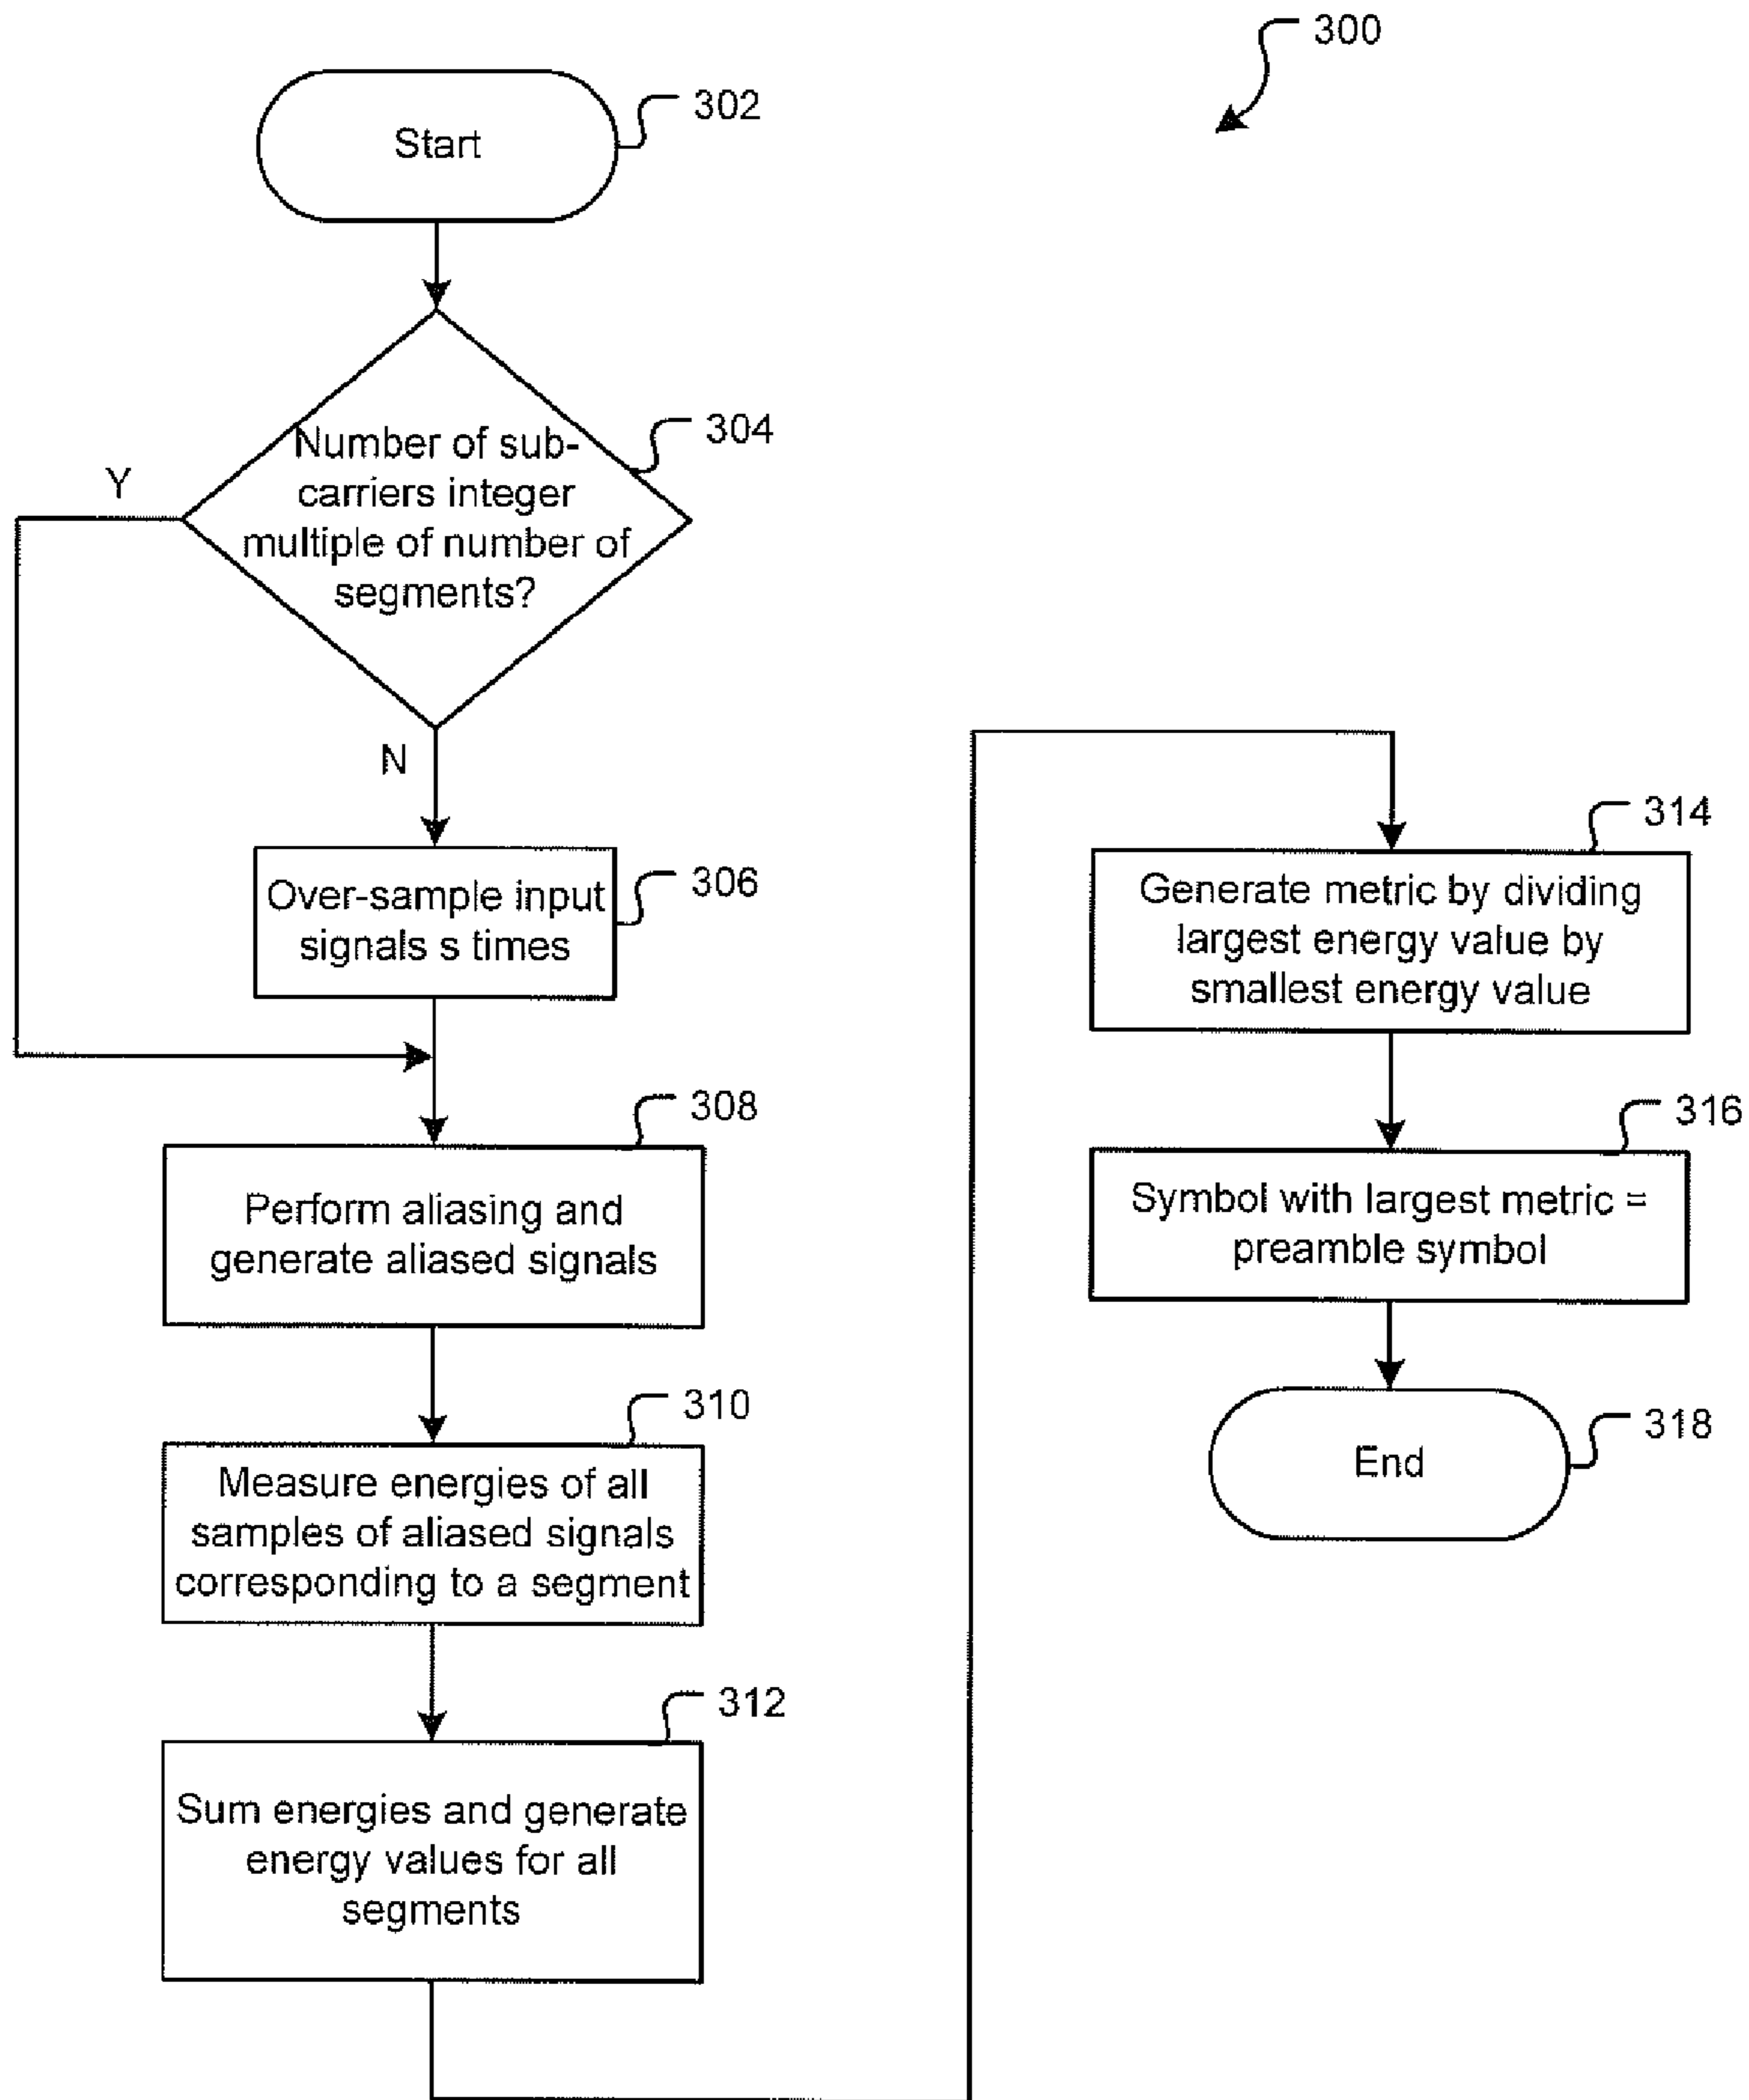 300
302
Start
304
Number of sub-
carriers integer
multiple of number of
segments?
Y
N
306
Over-sample input
signals s times
308
Perform aliasing and
generate aliased signals
310
Measure energies of all
samples of aliased signals
corresponding to a segment
312
Sum energies and generate
energy values for all
segments
314
Generate metric by dividing
largest energy value by
smallest energy value
316
Symbol with largest metric =
preamble symbol
318
End